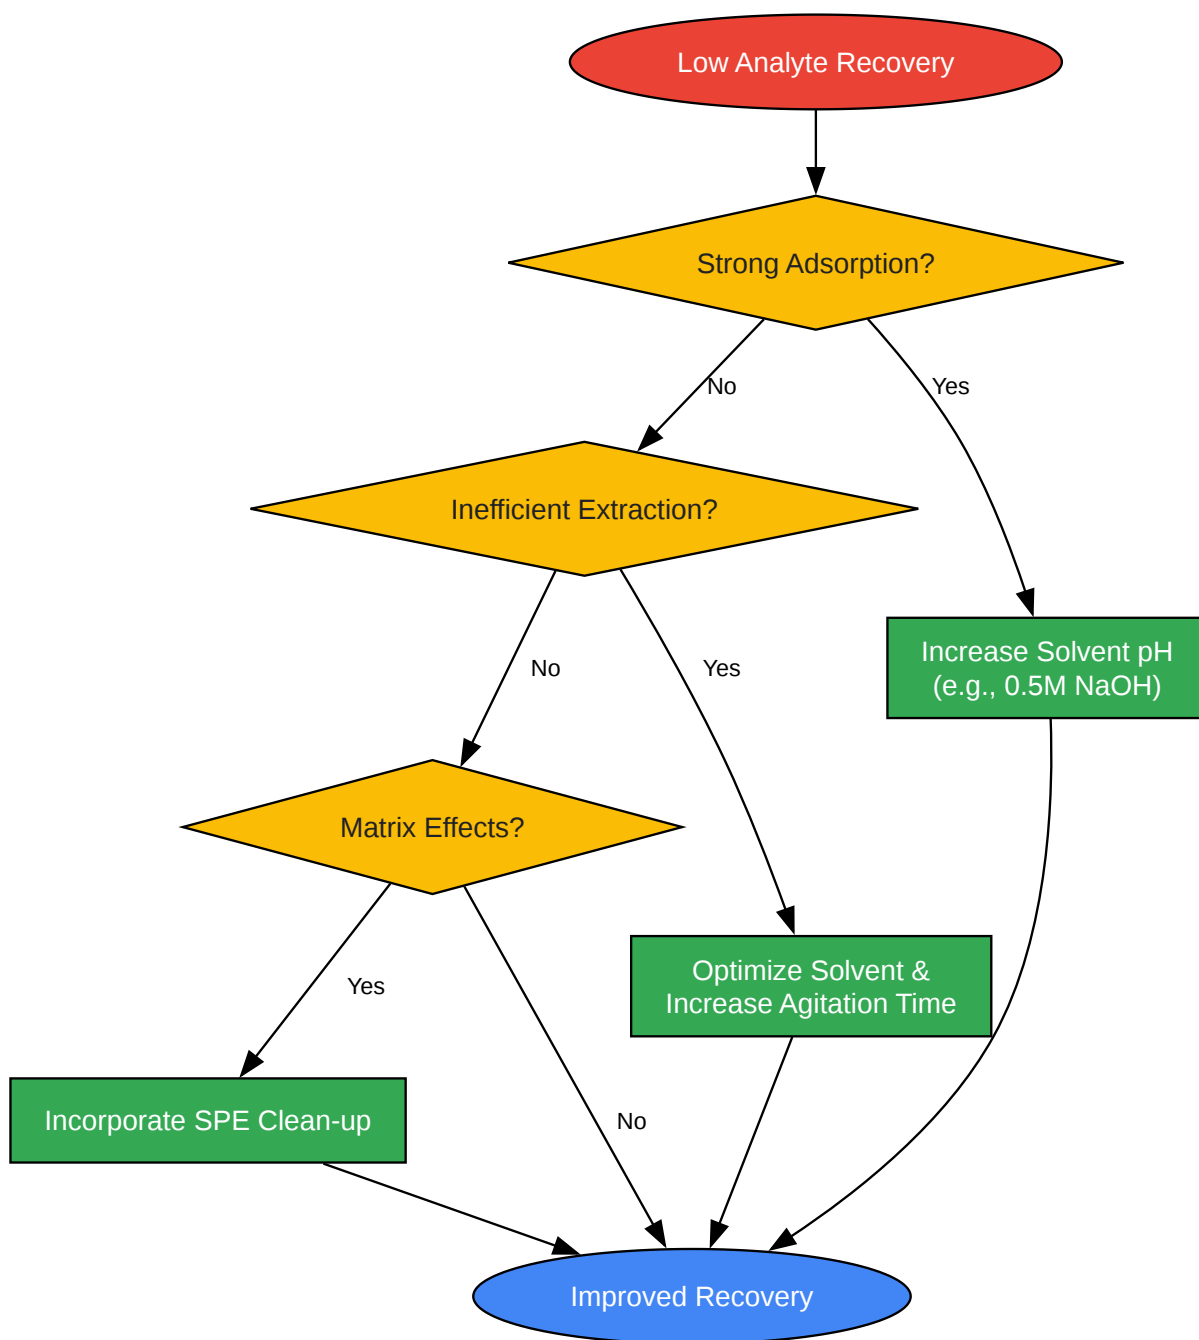 Low Analyte Recovery
Strong Adsorption?
No
Yes
Inefficient Extraction?
Increase Solvent pH
(e.g., 0.5M NaOH)
No
Yes
Matrix Effects?
Optimize Solvent &
Increase Agitation Time
Yes
Incorporate SPE Clean-up
No
Improved Recovery